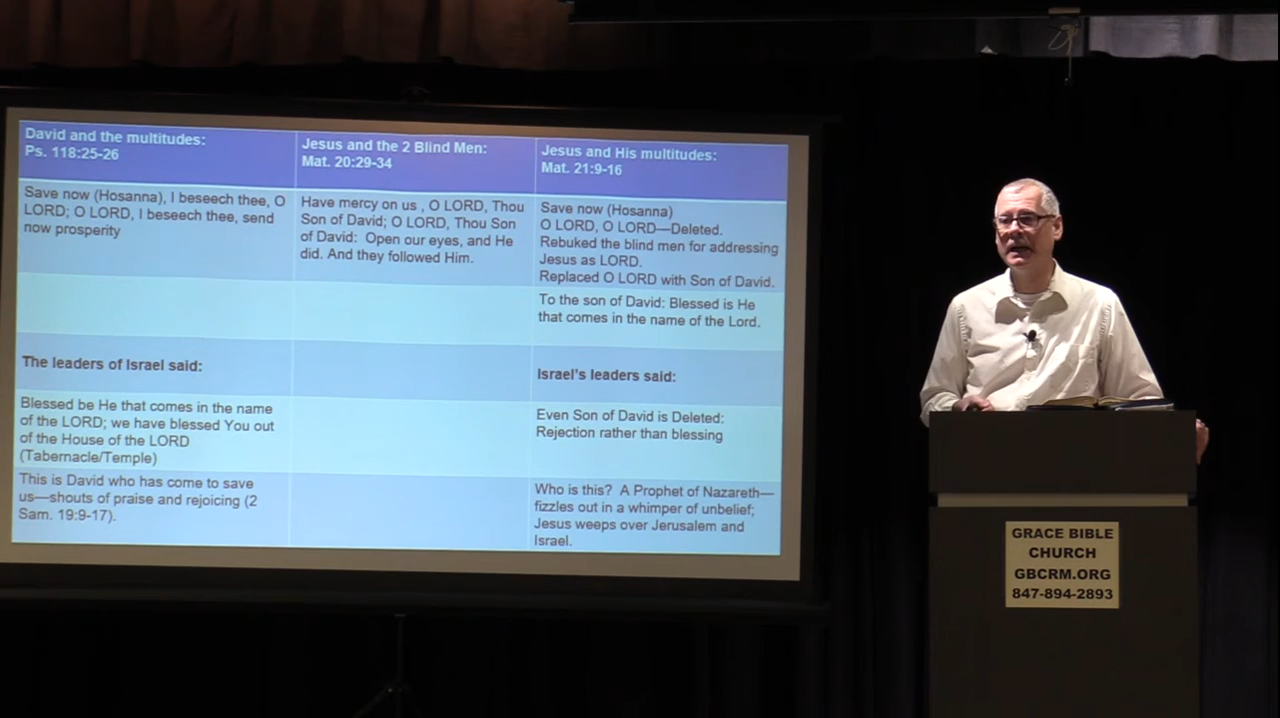 David and the multitudes:
Ps. 118:25-26
Jesus and the 2 Blind Men:
Mat. 20:29-34
Jesus and His multitudes:
Mat. 21:9-16
Save now (Hosanna), I beseech thee, O
LORD; O LORD, I beseech thee, send
now prosperity
Have mercy on us , O LORD, Thou
Son of David; O LORD, Thou Son
of David:  Open our eyes, and He
did. And they followed Him.
Save now (Hosanna)
O LORD, O LORD—Deleted.
Rebuked the blind men for addressing
Jesus as LORD.
Replaced O LORD with Son of David.
To the son of David: Blessed is He
that comes in the name of the Lord.
The leaders of Israel said:
Israel's leaders said:
Blessed be He that comes in the name
of the LORD; we have blessed You out
of the House of the LORD
(Tabernacle/Temple)
Even Son of David is Deleted:
Rejection rather than blessing
This is David who has come to save
us—shouts of praise and rejoicing (2
Sam. 19:9-17).
Who is this?  A Prophet of Nazareth—
fizzles out in a whimper of unbelief;
Jesus weeps over Jerusalem and
Israel.
GRACE BIBLE
CHURCH
GBCRM.ORG
847-894-2893